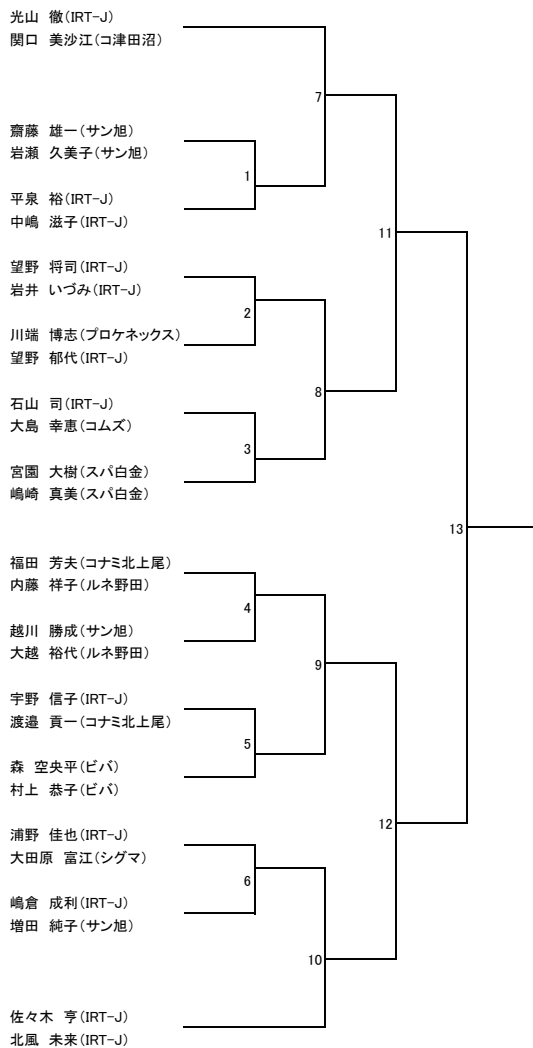 光山　徹(IRT-J)
関口　美沙江(コ津田沼)
7
齋藤　雄一(サン旭)
岩瀬　久美子(サン旭)
1
平泉　裕(IRT-J)
中嶋　滋子(IRT-J)
11
望野　将司(IRT-J)
岩井　いづみ(IRT-J)
2
川端　博志(プロケネックス)
望野　郁代(IRT-J)
8
石山　司(IRT-J)
大島　幸恵(コムズ)
3
宮園　大樹(スパ白金)
嶋崎　真美(スパ白金)
13
福田　芳夫(コナミ北上尾)
内藤　祥子(ルネ野田)
4
越川　勝成(サン旭)
大越　裕代(ルネ野田)
9
宇野　信子(IRT-J)
渡邉　貢一(コナミ北上尾)
5
森　空央平(ビバ)
村上　恭子(ビバ)
12
浦野　佳也(IRT-J)
大田原　富江(シグマ)
6
嶋倉　成利(IRT-J)
増田　純子(サン旭)
10
佐々木　亨(IRT-J)
北風　未来(IRT-J)